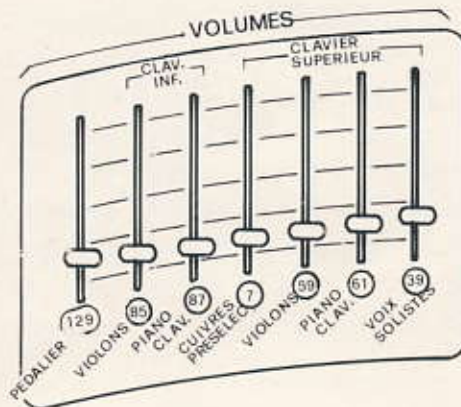 VOLUMES
CLAV.
INF.
CLAVIER
SUPERIEUR
129
85
87
7
59
61
39
PEDALIER
VIOLONS
PIANO
CLAV.
CUIVRES
PRESELEC
VIOLONS
PIANO
CLAV.
VOIX
SOLISTES